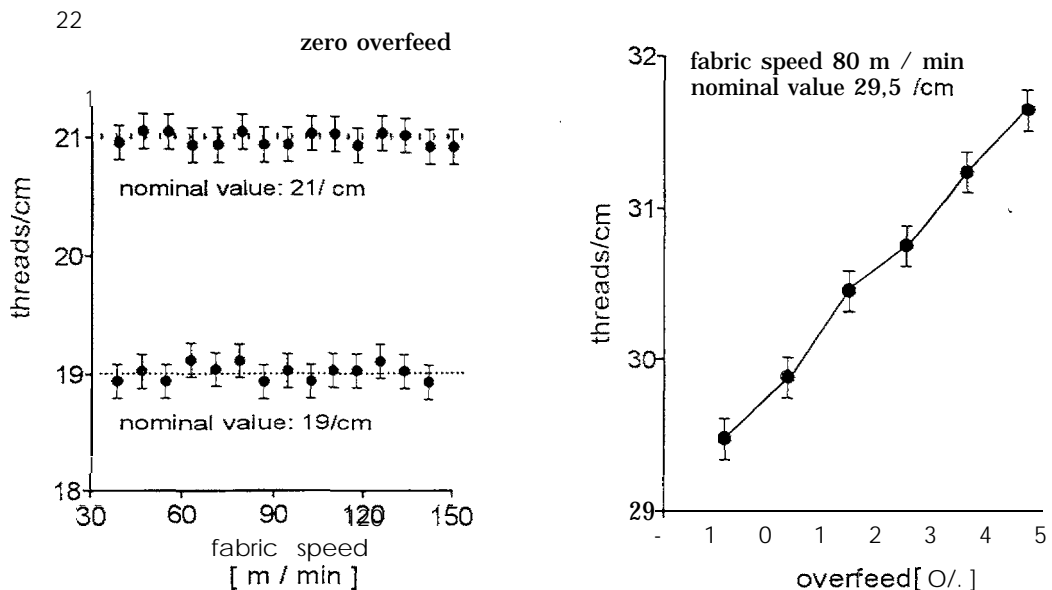 22
zero overfeed
1
21
nominal value: 21/ cm
20
threads/cm
19
nominal value: 19/cm
18
30 60 90 120 150
fabric speed
[ m / min ]
32
fabric speed 80 m / min
nominal value 29,5 /cm
31
threads/cm
30
29
- 1 0 1 2 3 4 5
overfeed[ O/. ]